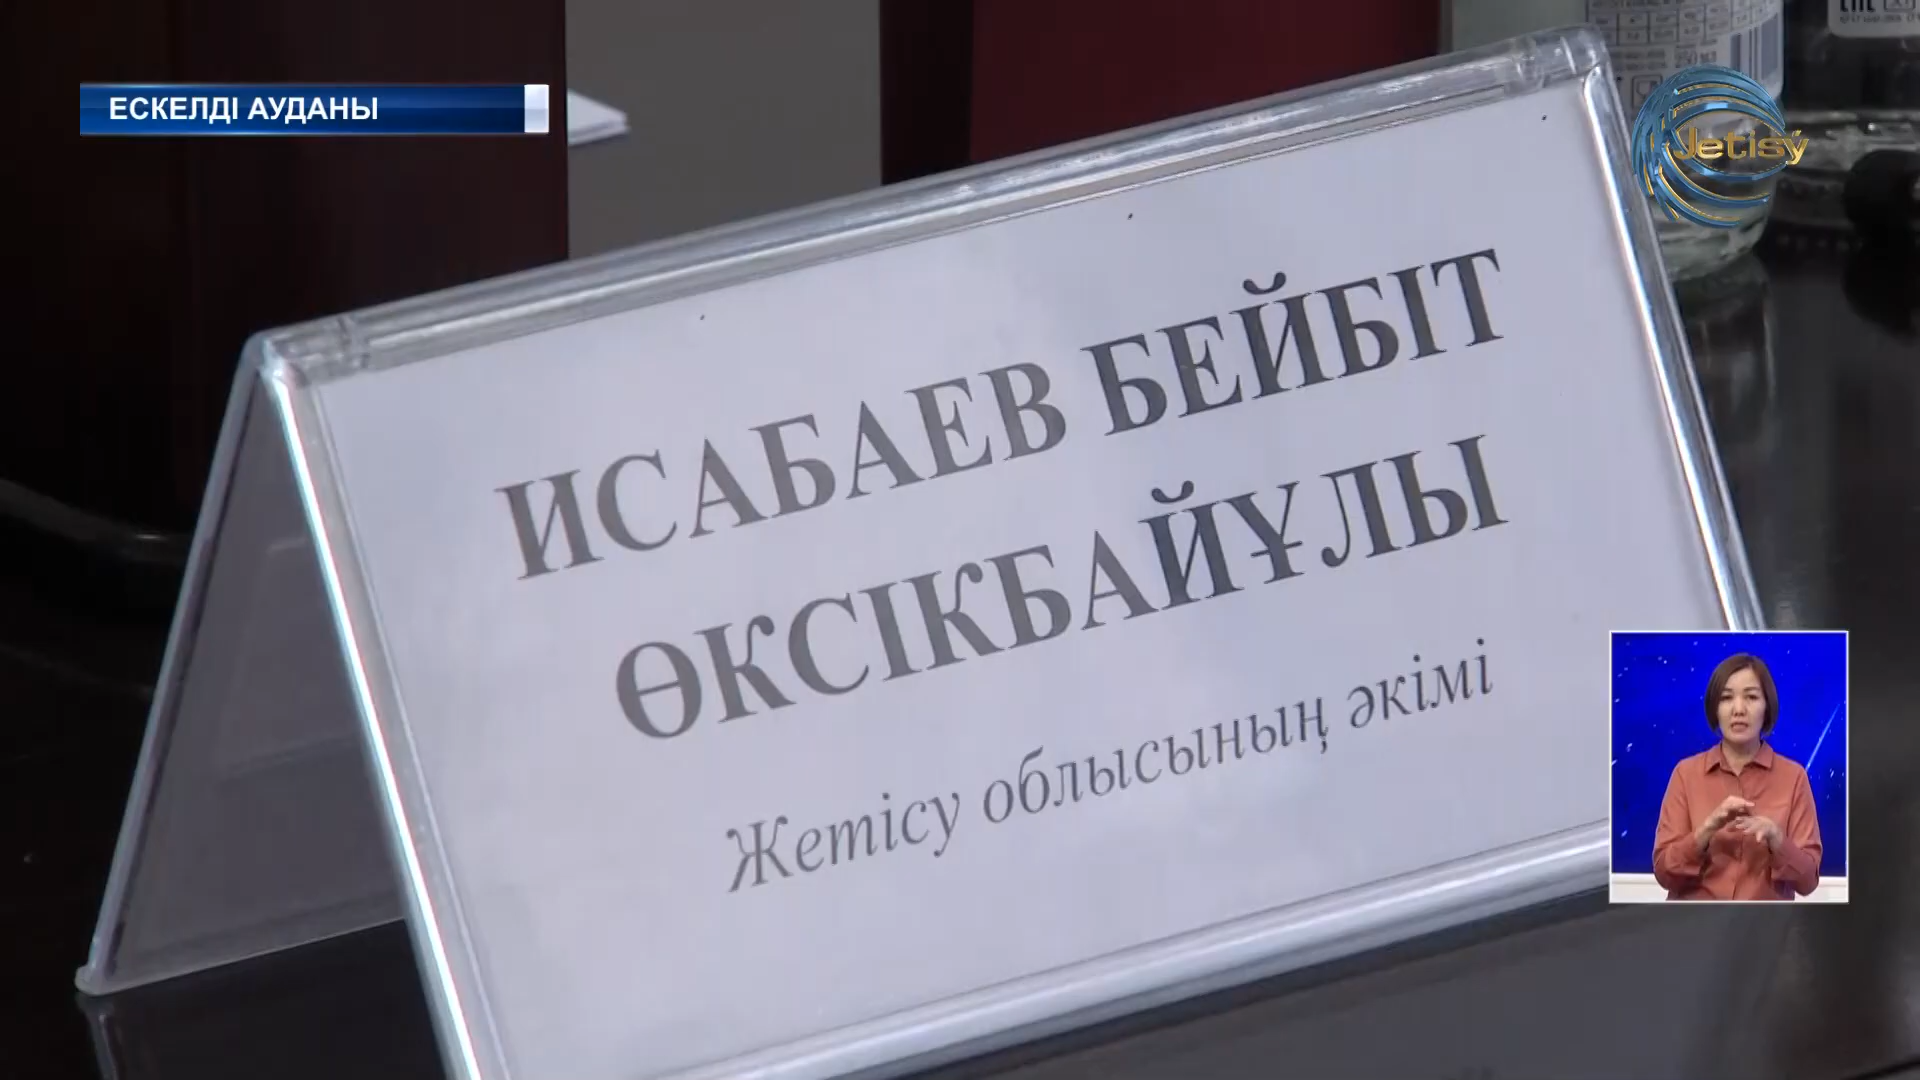 ЕСКЕЛДІ АУДАНЫ
Jetisý
ИСАБАЕВ БЕЙБІТ
ӨКСІКБАЙҰЛЫ
Жетісу облысының әкімі